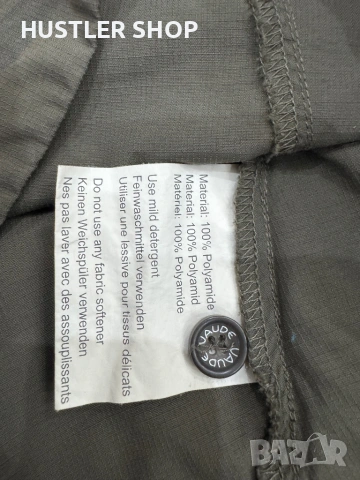 HUSTLER SHOP
Material: 100% Polyamide
Material: 100% Polyamid
Matériel: 100% Polyamide
Use mild detergent
Feinwaschmittel verwenden
Utiliser une lessive pour tissus délicats
Do not use any fabric softener
Keinen Weichspüler verwenden
Nes pas laver avec des assouplissants
VAUDE VAUDE
BAZAR